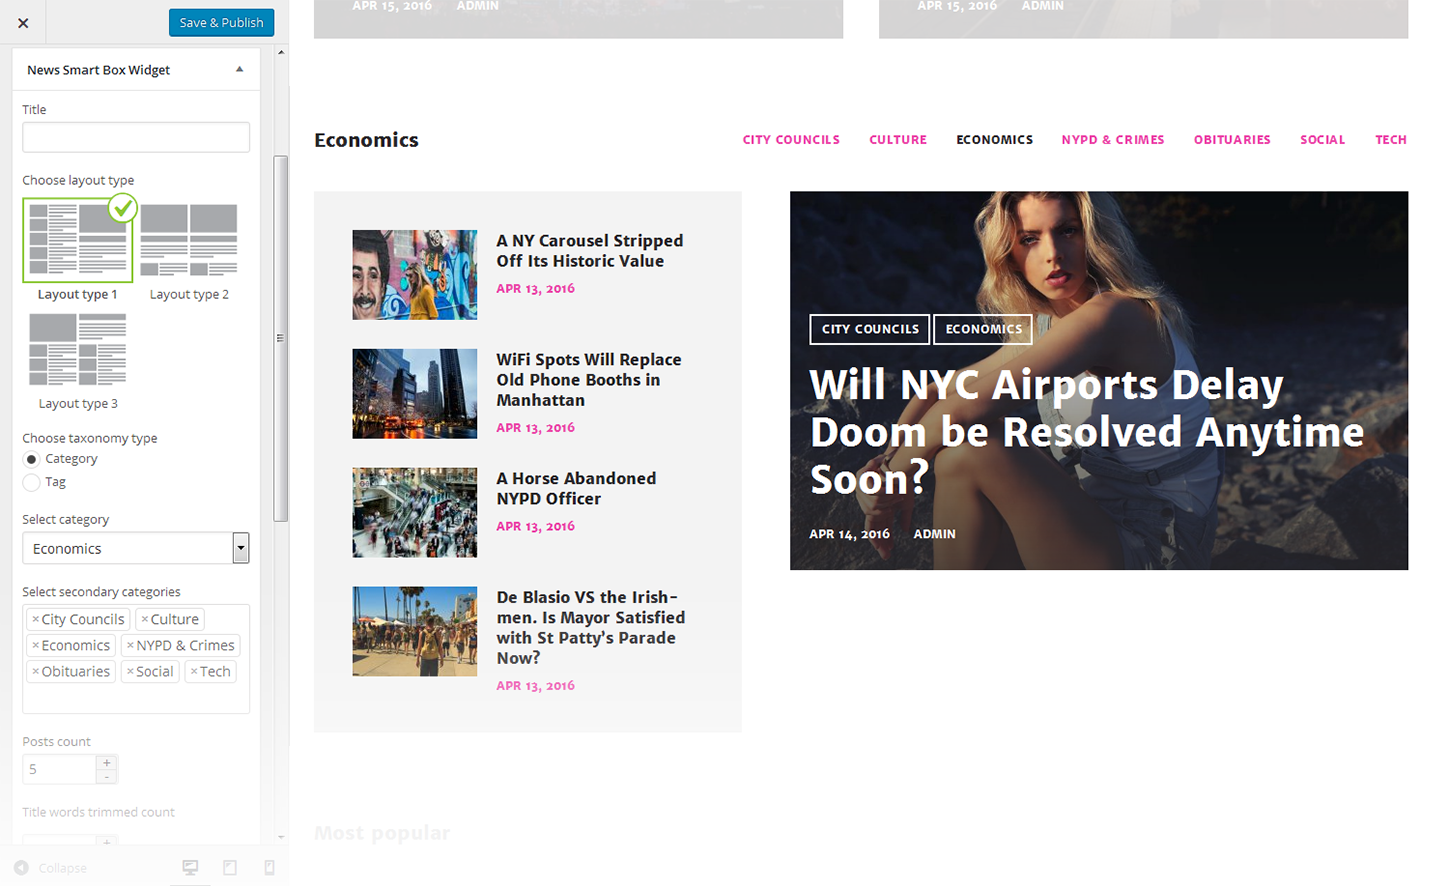 Save & Publish
News Smart Box Widget
Title
Choose layout type
Layout type 1
Layout type 2
Layout type 3
Choose taxonomy type
Category
Tag
Select category
Economics
Select secondary categories
×City Councils ×Culture
×Economics ×NYPD & Crimes
×Obituaries ×Social ×Tech
Posts count
5
+
-
Title words trimmed count
+
Collapse
APR 15, 2016 ADMIN
APR 15, 2016 ADMIN
Economics
CITY COUNCILS CULTURE ECONOMICS NYPD & CRIMES OBITUARIES SOCIAL TECH
A NY Carousel Stripped
Off Its Historic Value
APR 13, 2016
WiFi Spots Will Replace
Old Phone Booths in
Manhattan
APR 13, 2016
A Horse Abandoned
NYPD Officer
APR 13, 2016
De Blasio VS the Irish-
men. Is Mayor Satisfied
with St Patty's Parade
Now?
APR 13, 2016
CITY COUNCILS ECONOMICS
Will NYC Airports Delay
Doom be Resolved Anytime
Soon?
APR 14, 2016 ADMIN
Most popular